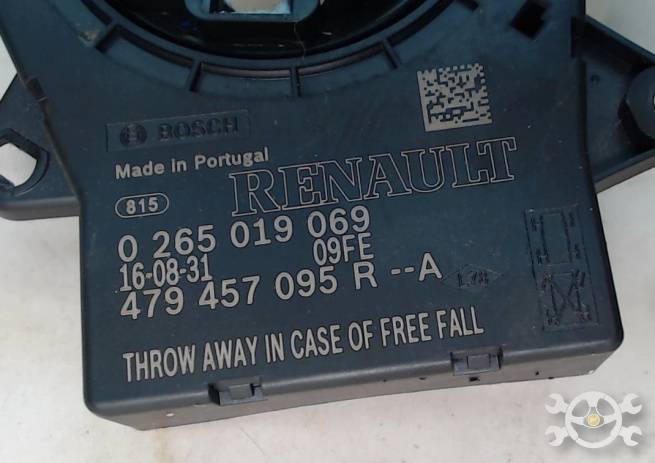 BOSCH
Made in Portugal
RENAULT
815
0 265 019 069
16-08-31 09FE
479 457 095 R --A
THROW AWAY IN CASE OF FREE FALL